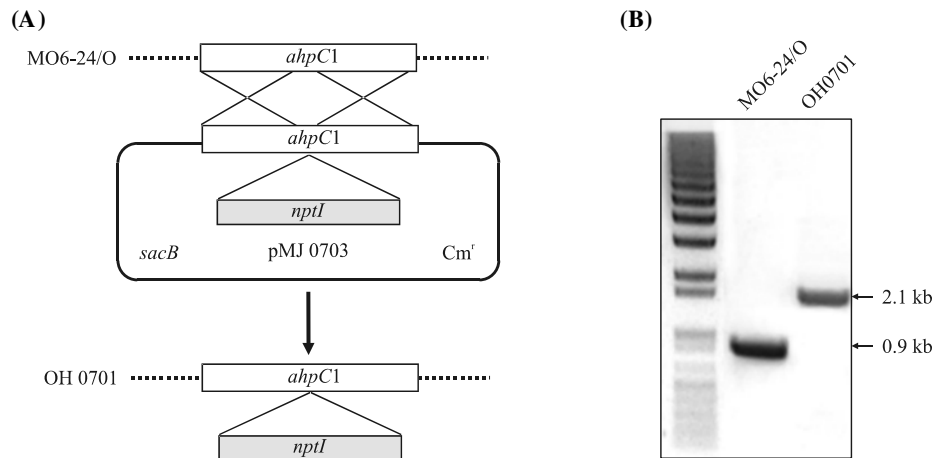 (A)
MO6-24/O
ahpC1
ahpC1
nptI
sacB
pMJ 0703
Cmʳ
OH 0701
ahpC1
nptI
(B)
MO6-24/O
OH0701
2.1 kb
0.9 kb